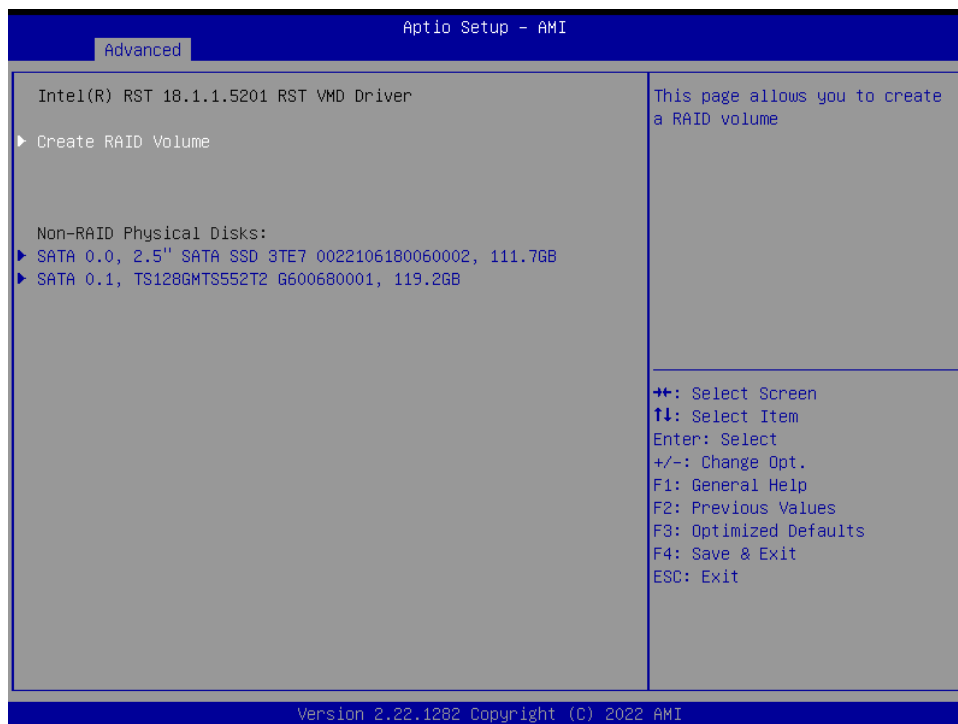 Aptio Setup – AMI
Advanced
Intel(R) RST 18.1.1.5201 RST VMD Driver
Create RAID Volume
Non-RAID Physical Disks:
SATA 0.0, 2.5" SATA SSD 3TE7 0022106180060002, 111.7GB
SATA 0.1, TS128GMTS552T2 G600680001, 119.2GB
This page allows you to create
a RAID volume
→←: Select Screen
↑↓: Select Item
Enter: Select
+/-: Change Opt.
F1: General Help
F2: Previous Values
F3: Optimized Defaults
F4: Save & Exit
ESC: Exit
Version 2.22.1282 Copyright (C) 2022 AMI